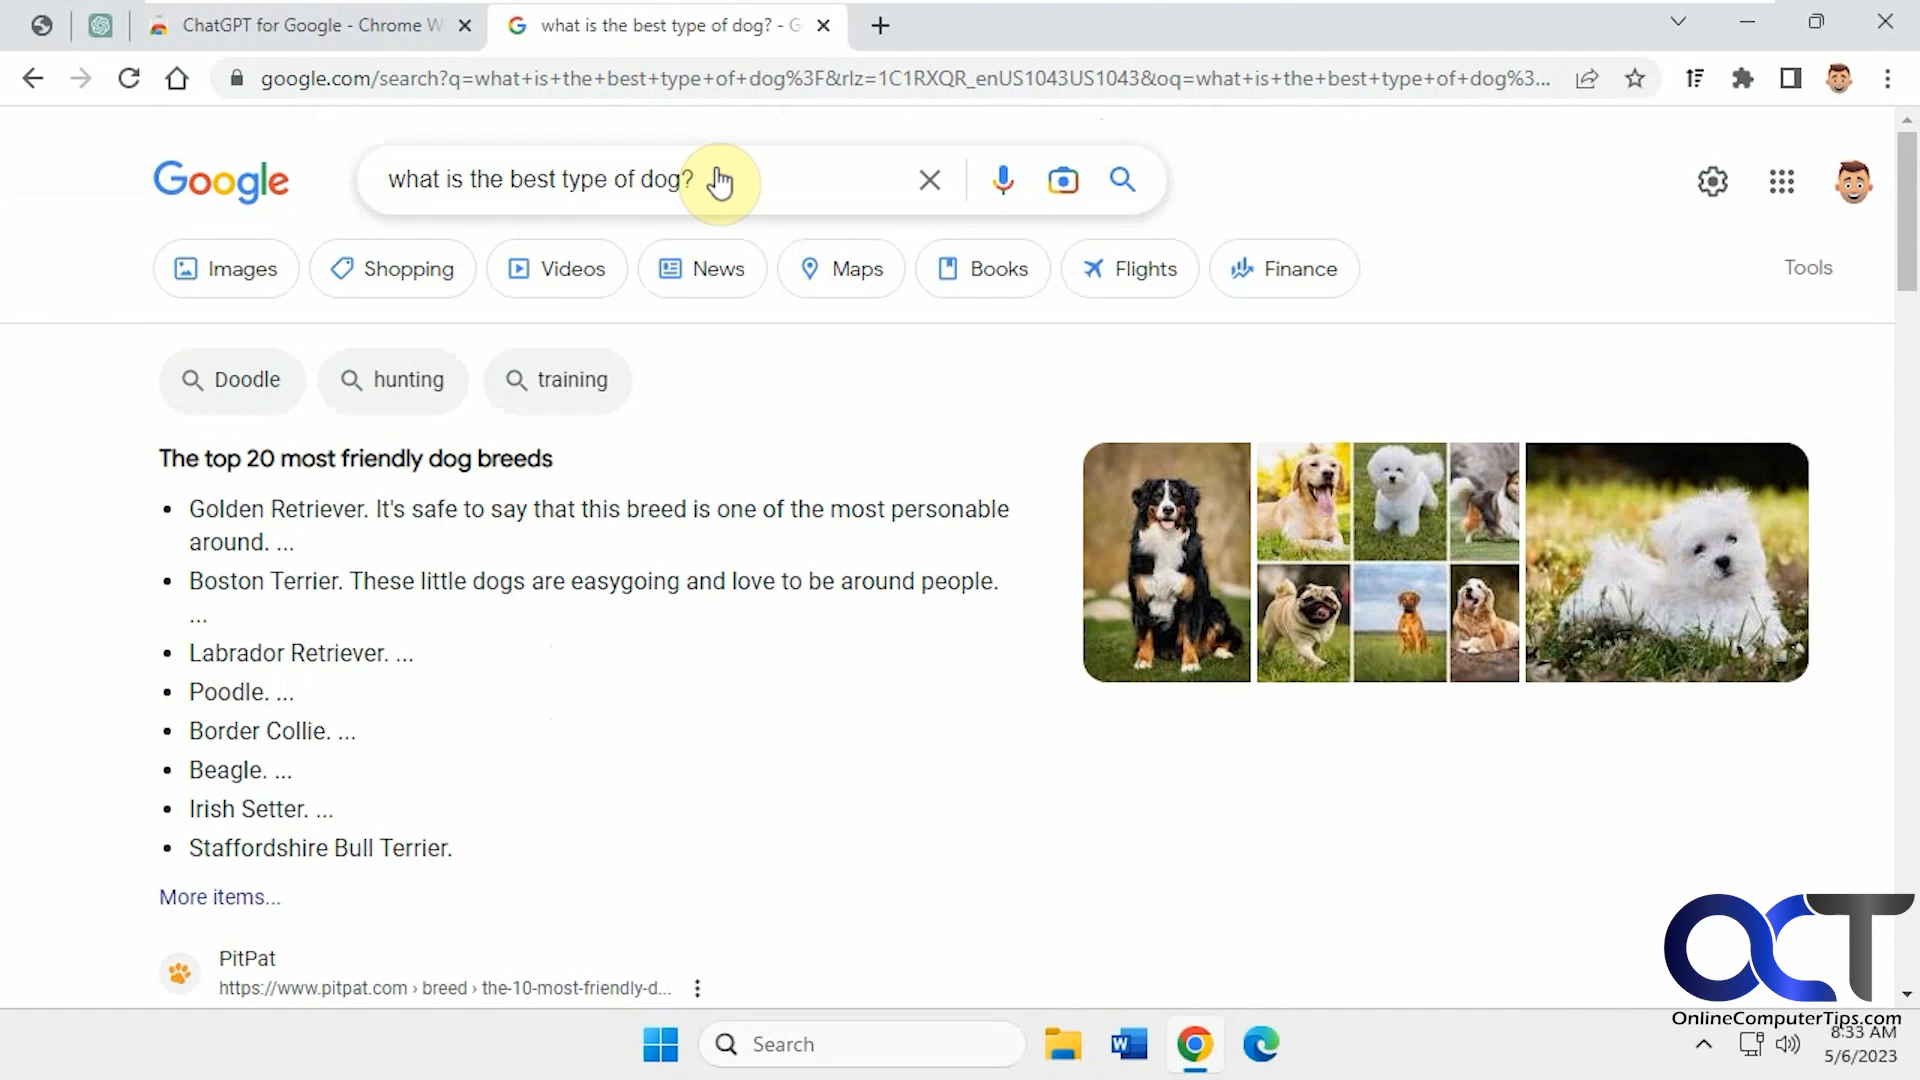 ChatGPT for Google - Chrome W
what is the best type of dog? - G
google.com/search?q=what+is+the+best+type+of+dog%3F&rlz=1C1RXQR_enUS1043US1043&oq=what+is+the+best+type+of+dog%3...
Google
what is the best type of dog?
Images
Shopping
Videos
News
Maps
Books
Flights
Finance
Tools
Doodle
hunting
training
The top 20 most friendly dog breeds
Golden Retriever. It's safe to say that this breed is one of the most personable
around. ...
Boston Terrier. These little dogs are easygoing and love to be around people.
...
Labrador Retriever. ...
Poodle. ...
Border Collie. ...
Beagle. ...
Irish Setter. ...
Staffordshire Bull Terrier.
More items...
PitPat
https://www.pitpat.com › breed › the-10-most-friendly-d...
OCT
OnlineComputerTips.com
Search
8:33 AM
5/6/2023